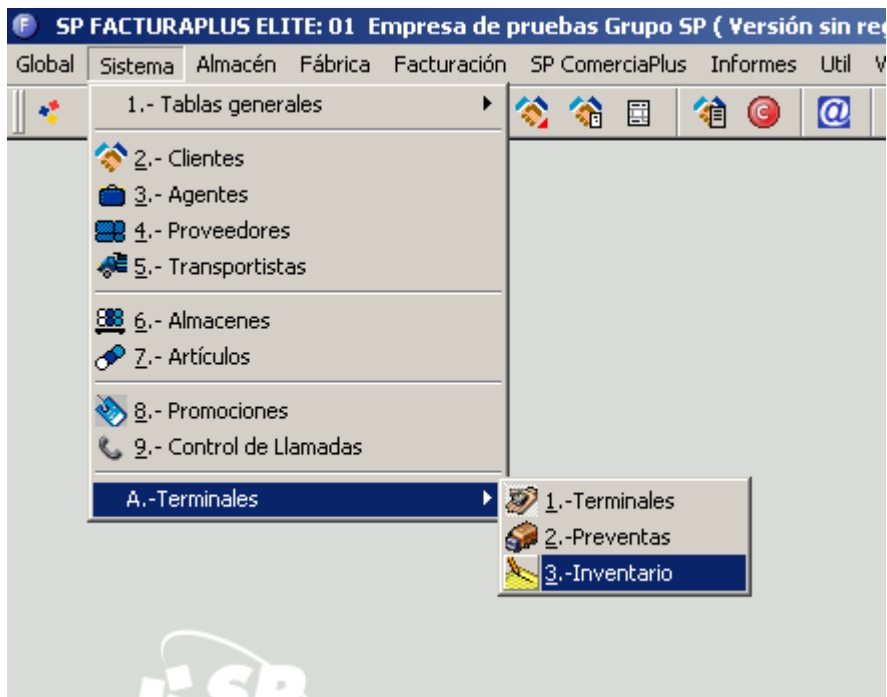 SP FACTURAPLUS ELITE: 01 Empresa de pruebas Grupo SP ( Versión sin
Global Sistema Almacén Fábrica Facturación SP ComerciaPlus Informes Util
1.- Tablas generales
2.- Clientes
3.- Agentes
4.- Proveedores
5.- Transportistas
6.- Almacenes
7.- Artículos
8.- Promociones
9.- Control de Llamadas
A.-Terminales
1.-Terminales
2.-Preventas
3.-Inventario
SP